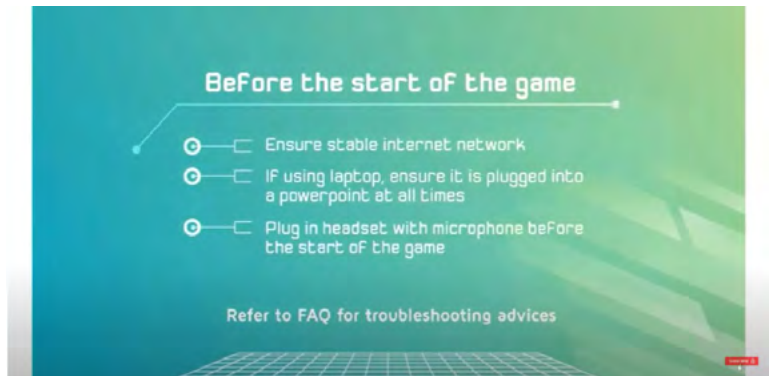 Before the start of the game
Ensure stable internet network
If using laptop, ensure it is plugged into
a powerpoint at all times
Plug in headset with microphone before
the start of the game
Refer to FAQ for troubleshooting advices